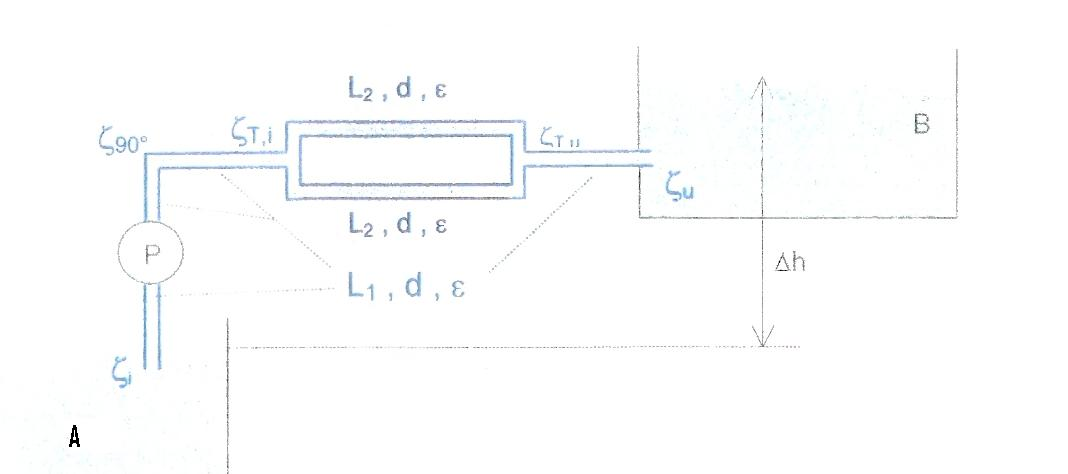 L₂ , d , ε
ζ90°
ζT,i
ζT,u
B
ζu
L₂ , d , ε
P
Δh
L₁ , d , ε
ζi
A